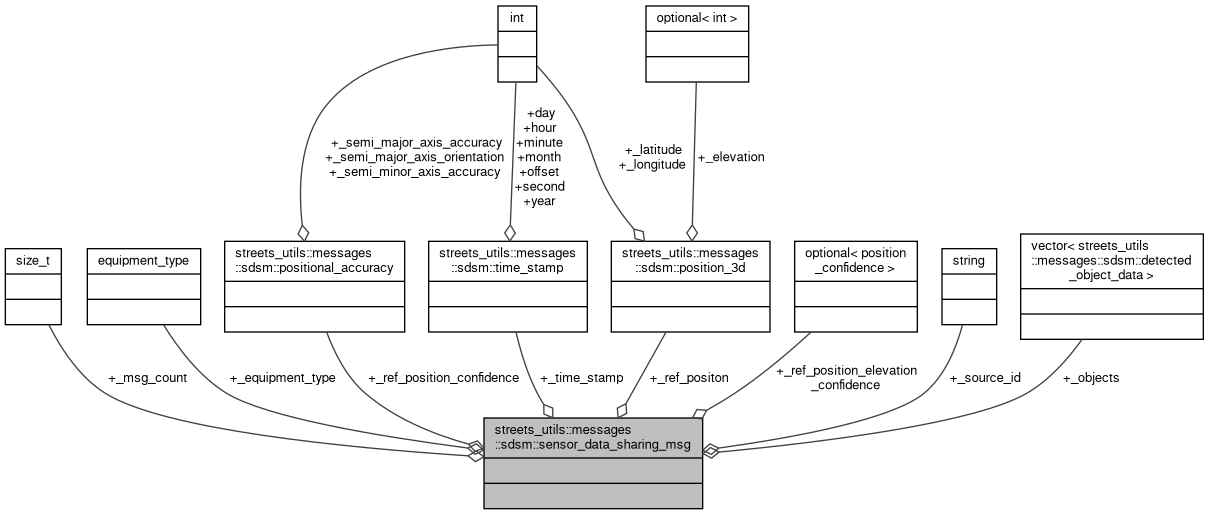 int
optional< int >
+_semi_major_axis_accuracy
+_semi_major_axis_orientation
+_semi_minor_axis_accuracy
+day
+hour
+minute
+month
+offset
+second
+year
+_latitude
+_longitude
+_elevation
size_t
equipment_type
streets_utils::messages
::sdsm::positional_accuracy
streets_utils::messages
::sdsm::time_stamp
streets_utils::messages
::sdsm::position_3d
optional< position
_confidence >
string
vector< streets_utils
::messages::sdsm::detected
_object_data >
+_msg_count
+_equipment_type
+_ref_position_confidence
+_time_stamp
+_ref_positon
+_ref_position_elevation
_confidence
+_source_id
+_objects
streets_utils::messages
::sdsm::sensor_data_sharing_msg